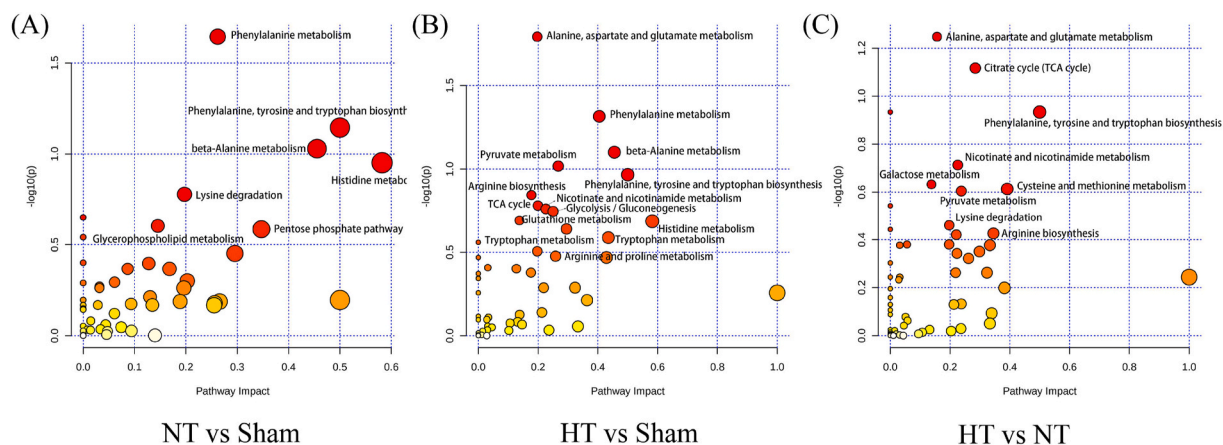 (A)
Phenylalanine metabolism
Phenylalanine, tyrosine and tryptophan biosynth
beta-Alanine metabolism
Histidine metabo
Lysine degradation
Pentose phosphate pathway
Glycerophospholipid metabolism
-log10(p)
1.5
1.0
0.5
0.0
0.0 0.1 0.2 0.3 0.4 0.5 0.6
Pathway Impact
NT vs Sham
(B)
Alanine, aspartate and glutamate metabolism
Phenylalanine metabolism
beta-Alanine metabolism
Pyruvate metabolism
Phenylalanine, tyrosine and tryptophan biosynthesis
Arginine biosynthesis
Nicotinate and nicotinamide metabolism
TCA cycle
Glycolysis / Gluconeogenesis
Glutathione metabolism
Histidine metabolism
Tryptophan metabolism
Tryptophan metabolism
Arginine and proline metabolism
-log10(p)
1.5
1.0
0.5
0.0
0.0 0.2 0.4 0.6 0.8 1.0
Pathway Impact
HT vs Sham
(C)
Alanine, aspartate and glutamate metabolism
Citrate cycle (TCA cycle)
Phenylalanine, tyrosine and tryptophan biosynthesis
Nicotinate and nicotinamide metabolism
Galactose metabolism
Cysteine and methionine metabolism
Pyruvate metabolism
Lysine degradation
Arginine biosynthesis
-log10(p)
1.2
1.0
0.8
0.6
0.4
0.2
0.0
0.0 0.2 0.4 0.6 0.8 1.0
Pathway Impact
HT vs NT